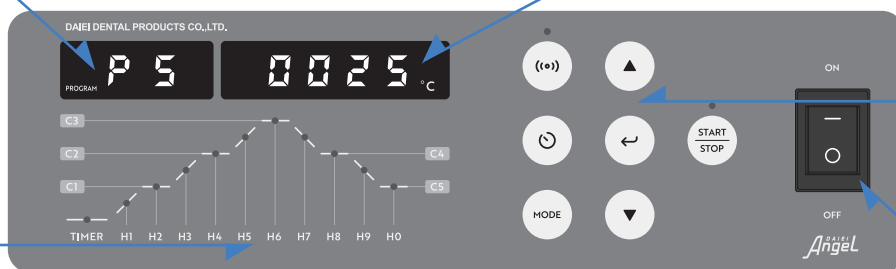 DAIEI DENTAL PRODUCTS CO.,LTD.
PROGRAM P 5
0025 °C
C3
C2
C4
C1
C5
TIMER H1 H2 H3 H4 H5 H6 H7 H8 H9 H0
MODE
START
STOP
ON
OFF
DAIEI
Angel